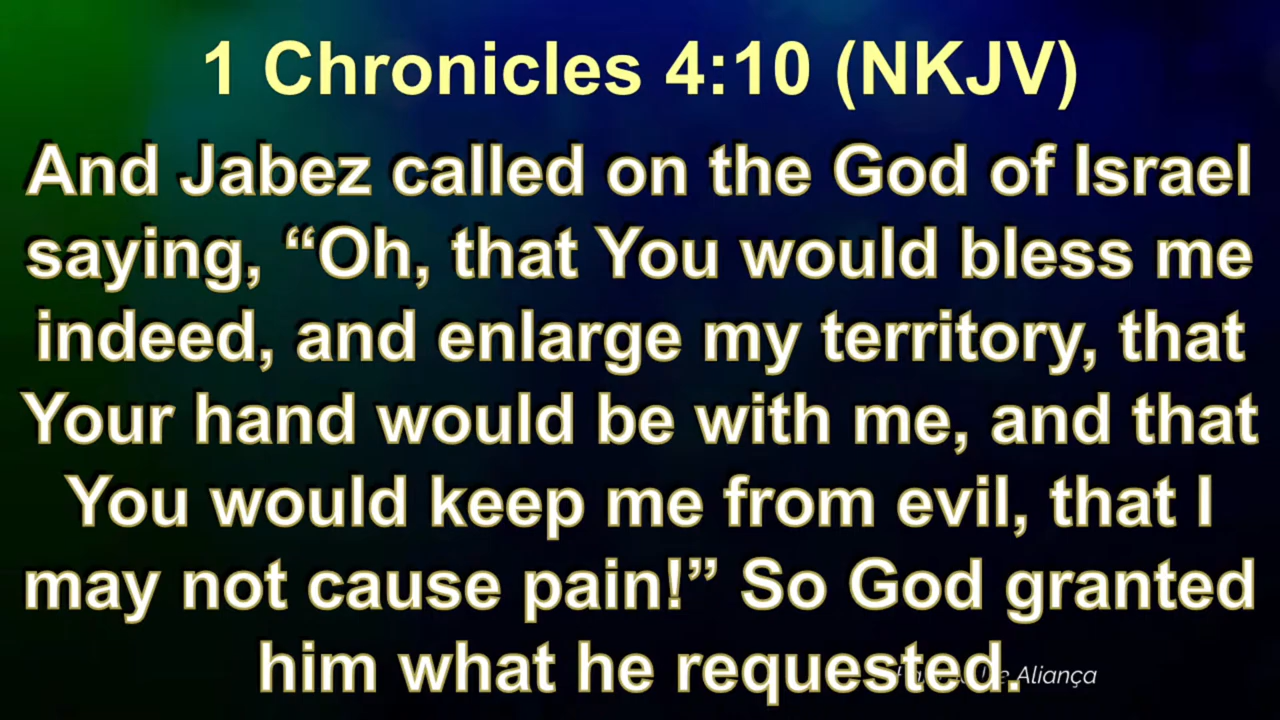 1 Chronicles 4:10 (NKJV)
And Jabez called on the God of Israel
saying, “Oh, that You would bless me
indeed, and enlarge my territory, that
Your hand would be with me, and that
You would keep me from evil, that I
may not cause pain!” So God granted
him what he requested.
Aliança